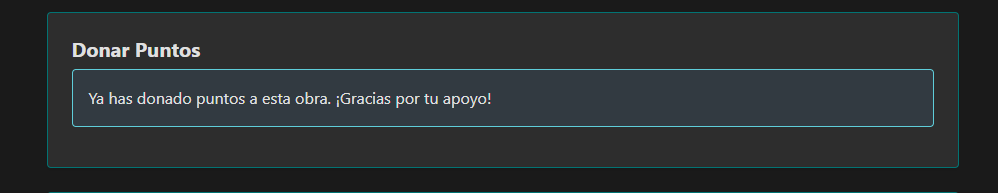 Donar Puntos
Ya has donado puntos a esta obra. ¡Gracias por tu apoyo!